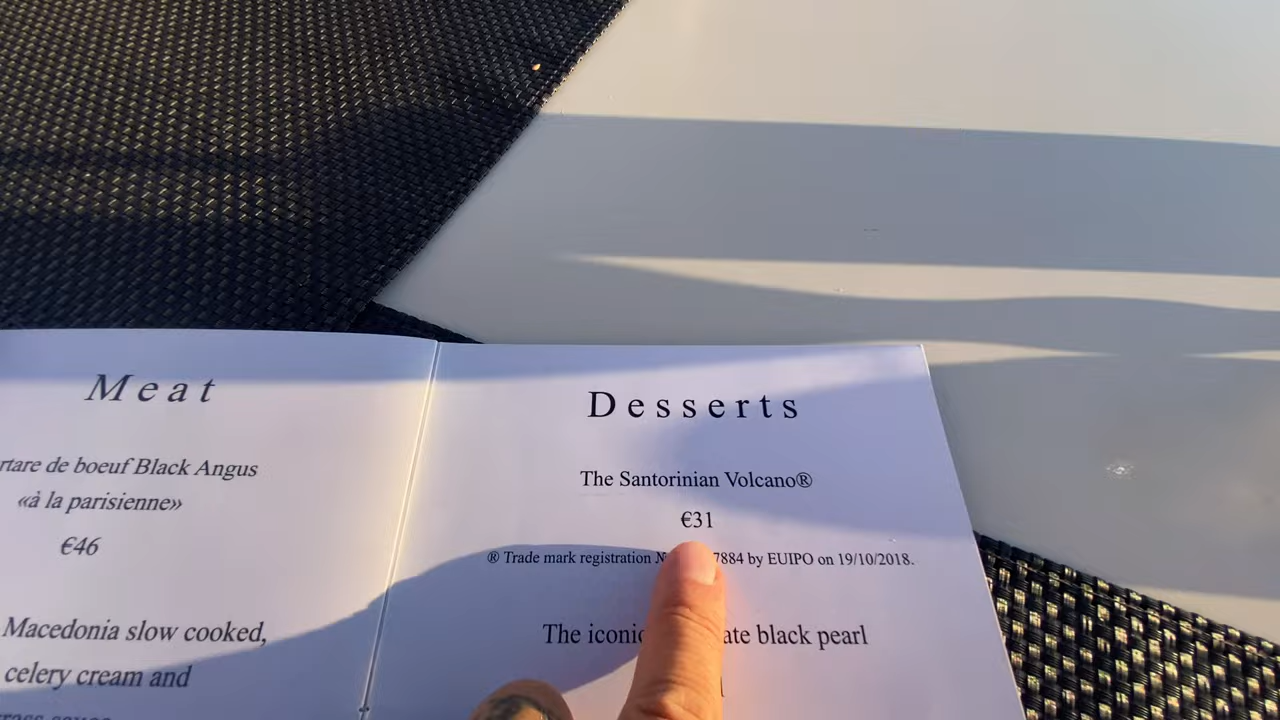 Meat
rtare de boeuf Black Angus
«à la parisienne»
€46
Macedonia slow cooked,
celery cream and
Desserts
The Santorinian Volcano®
€31
® Trade mark registration 7884 by EUIPO on 19/10/2018.
The iconic ate black pearl